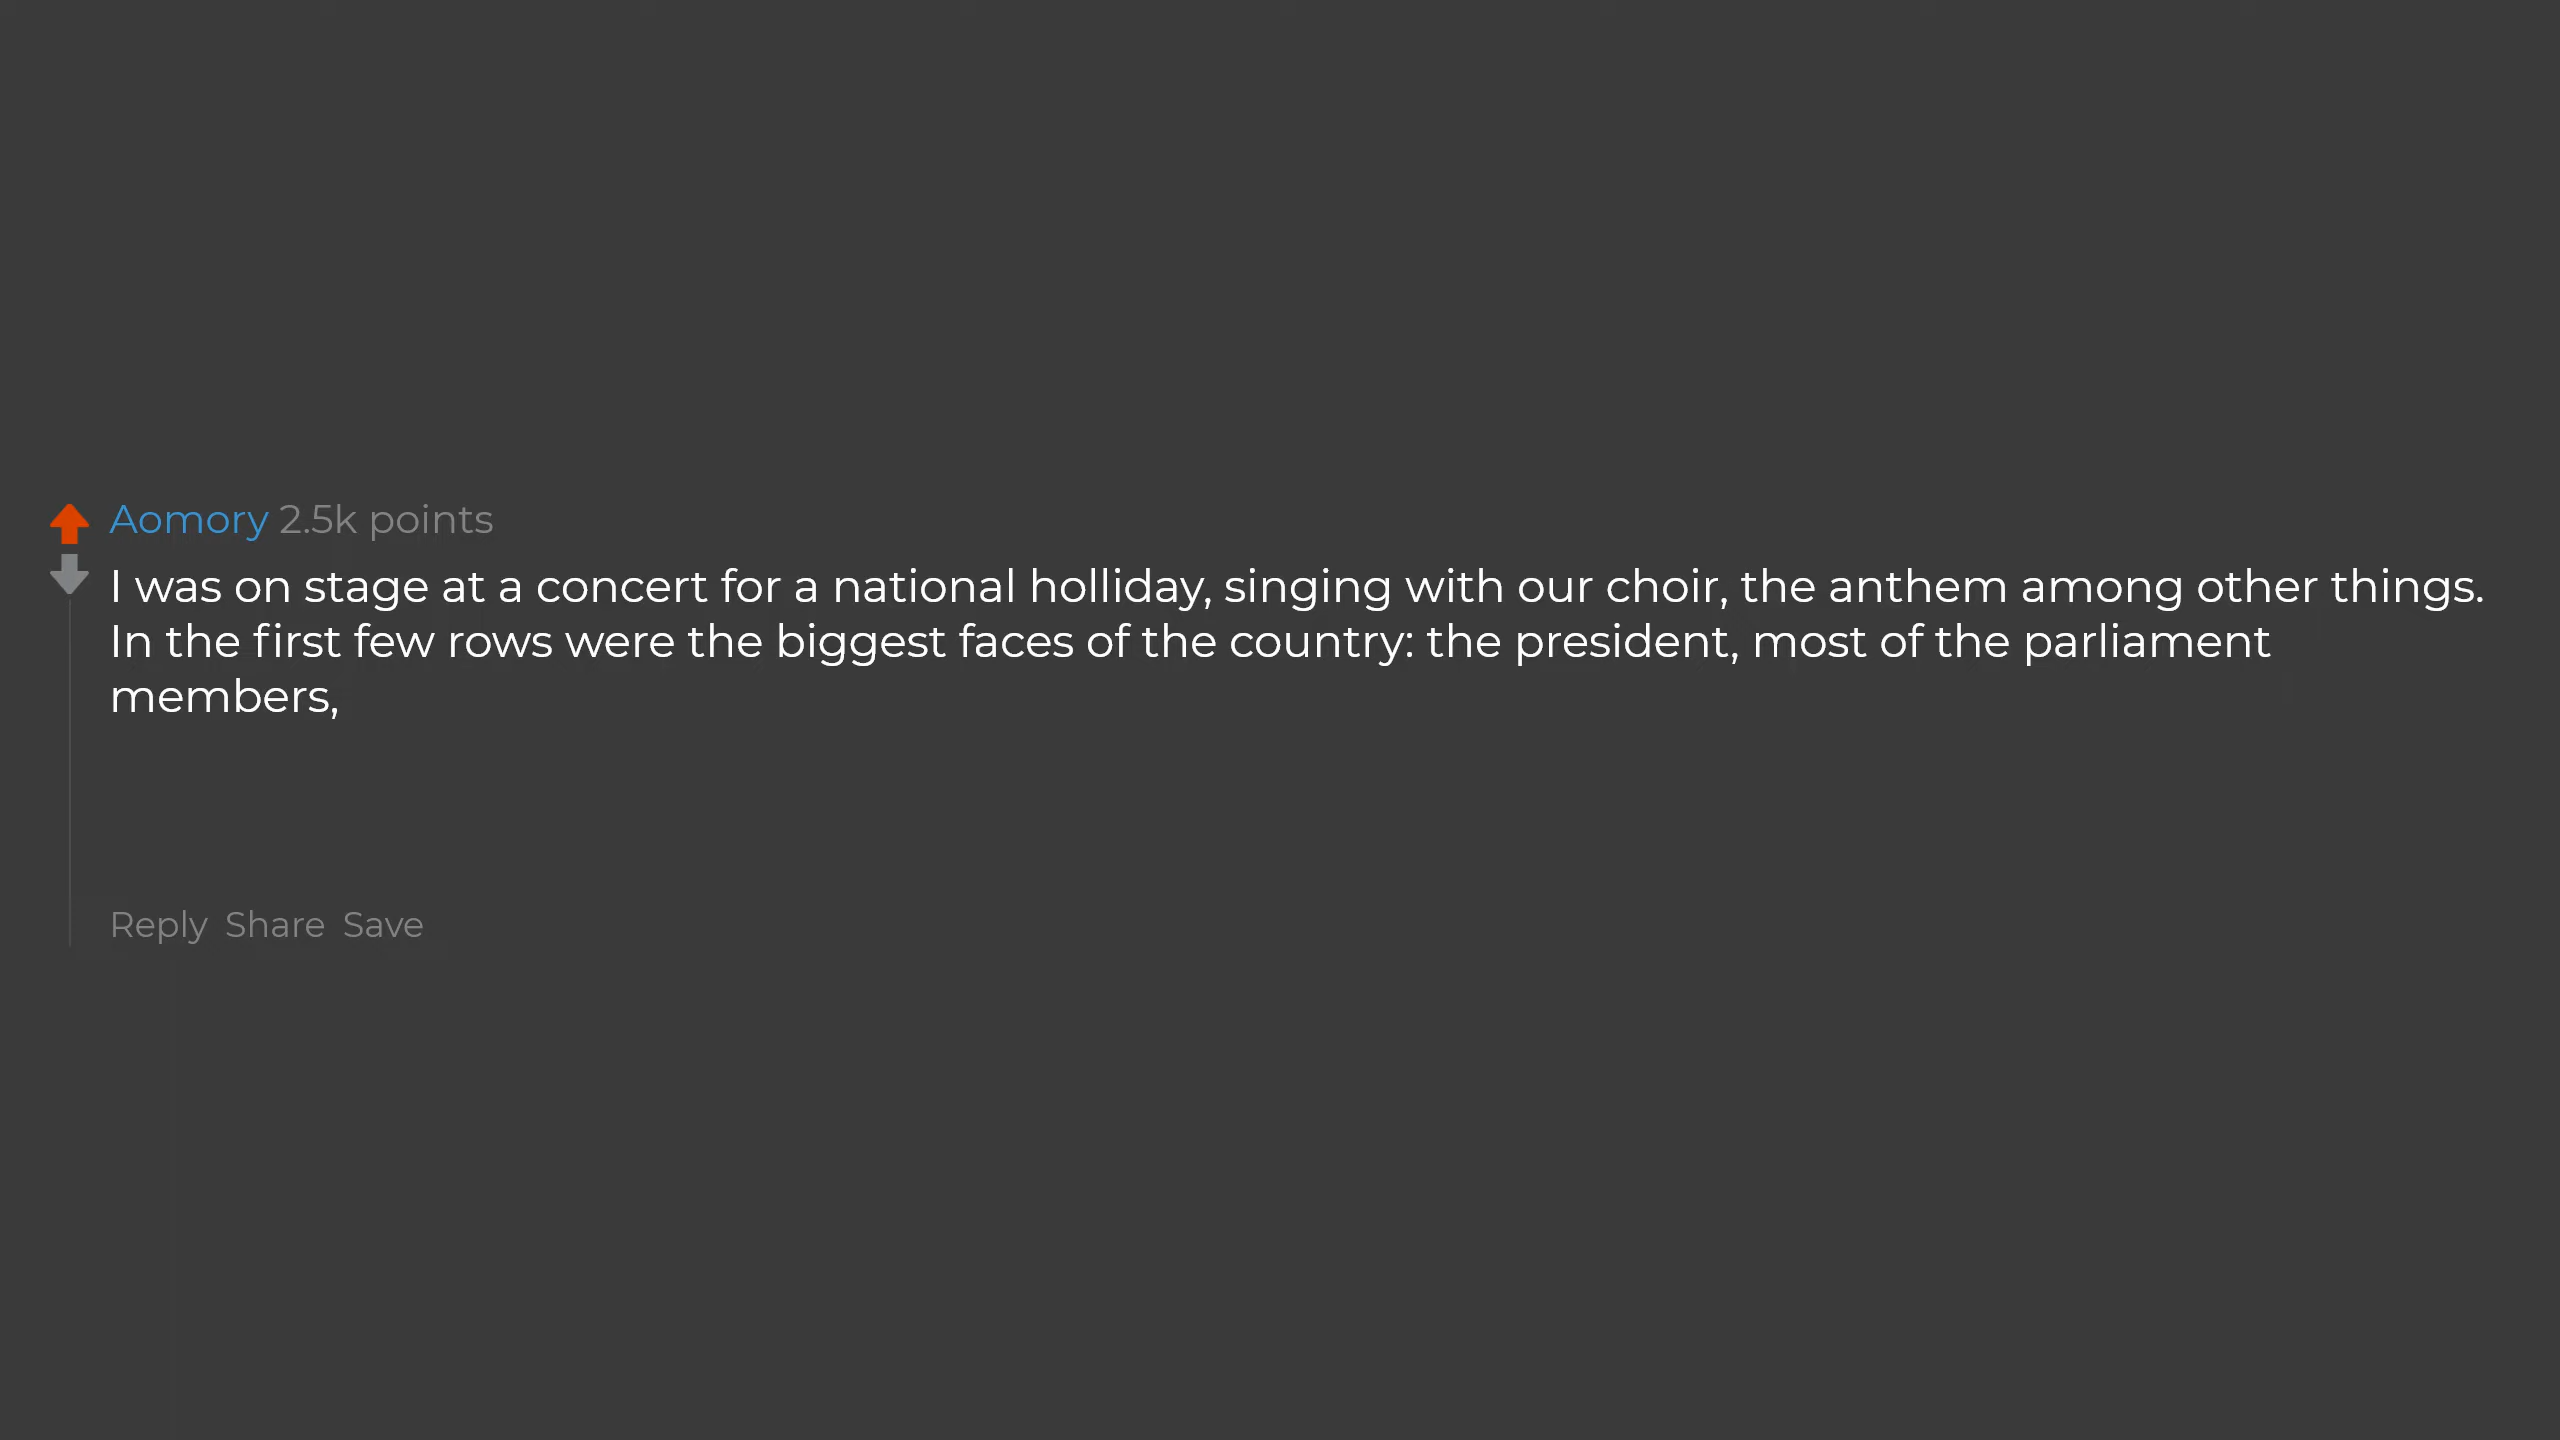 Aomory 2.5k points
I was on stage at a concert for a national holliday, singing with our choir, the anthem among other things.
In the first few rows were the biggest faces of the country: the president, most of the parliament
members,
Reply Share Save